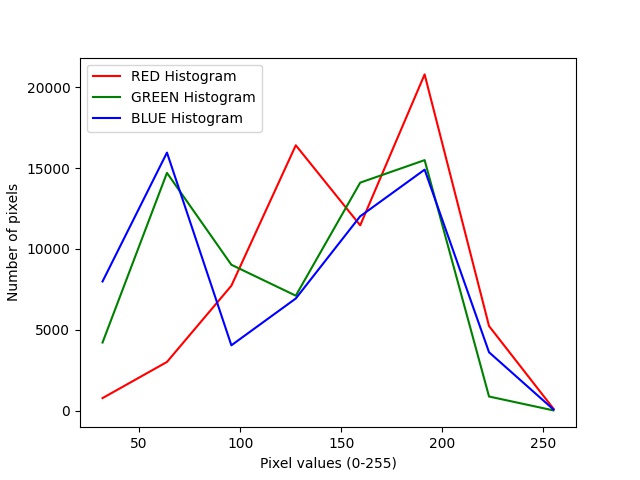 RED Histogram
GREEN Histogram
BLUE Histogram
Number of pixels
20000
15000
10000
5000
0
50 100 150 200 250
Pixel values (0-255)